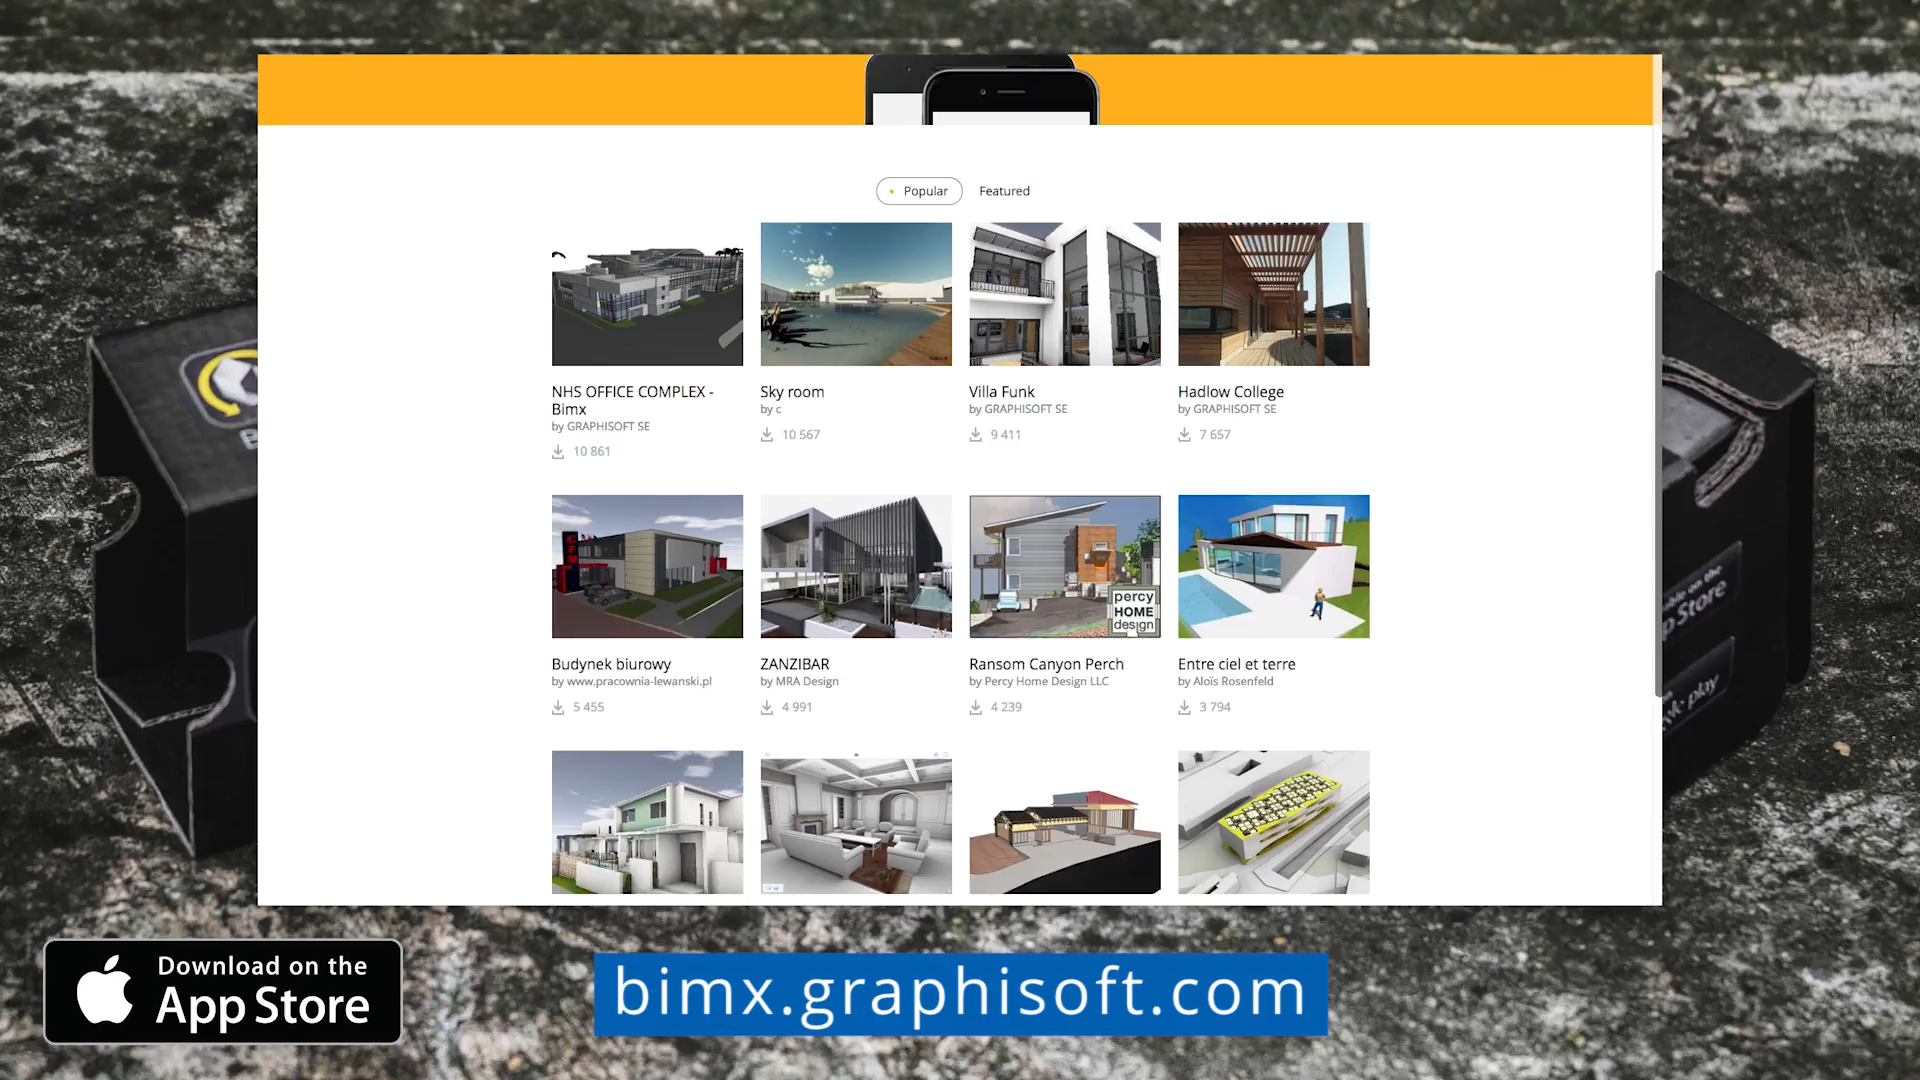 Popular
Featured
NHS OFFICE COMPLEX -
Bimx
by GRAPHISOFT SE
10 861
Sky room
by c
10 567
Villa Funk
by GRAPHISOFT SE
9 411
Hadlow College
by GRAPHISOFT SE
7 657
percy
HOME
design
Budynek biurowy
by www.pracownia-lewanski.pl
5 455
ZANZIBAR
by MRA Design
4 991
Ransom Canyon Perch
by Percy Home Design LLC
4 239
Entre ciel et terre
by Aloïs Rosenfeld
3 794
Store
play
Download on the
App Store
bimx.graphisoft.com